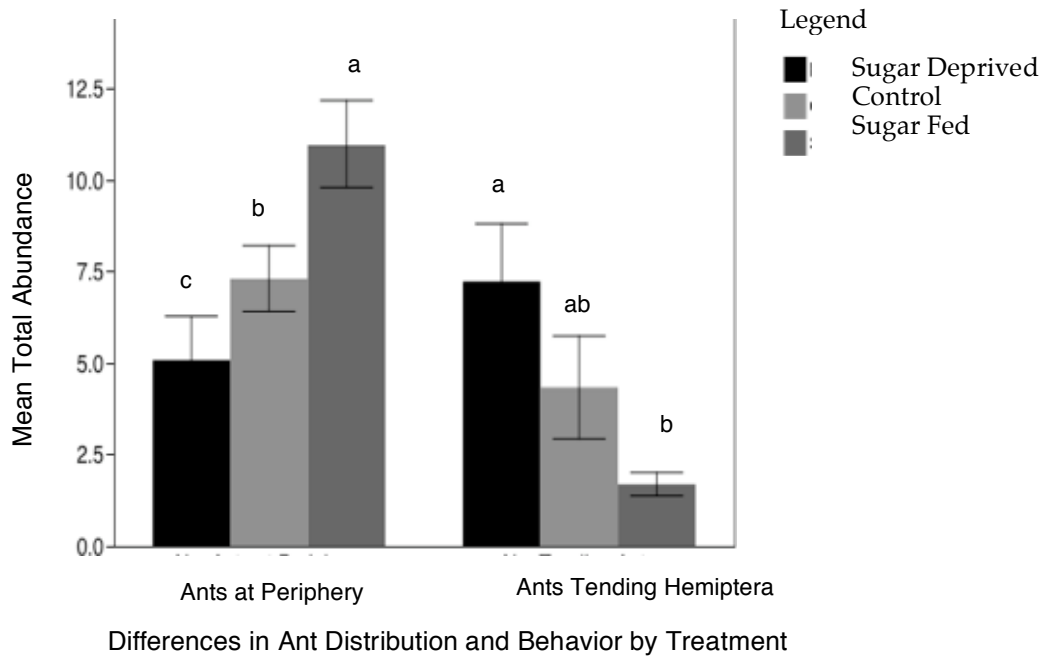 Legend
Sugar Deprived
Control
Sugar Fed
Mean Total Abundance
12.5
10.0
7.5
5.0
2.5
0.0
c
b
a
a
ab
b
Ants at Periphery
Ants Tending Hemiptera
Differences in Ant Distribution and Behavior by Treatment